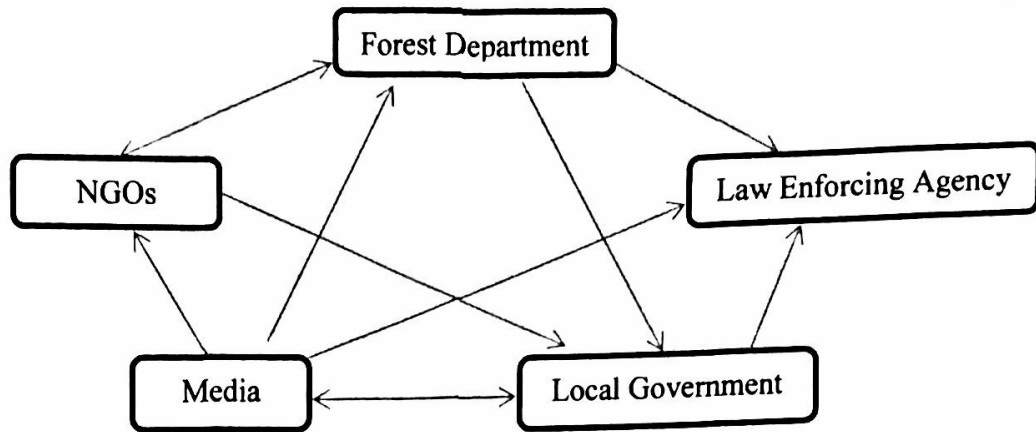 Forest Department
NGOs
Law Enforcing Agency
Media
Local Government